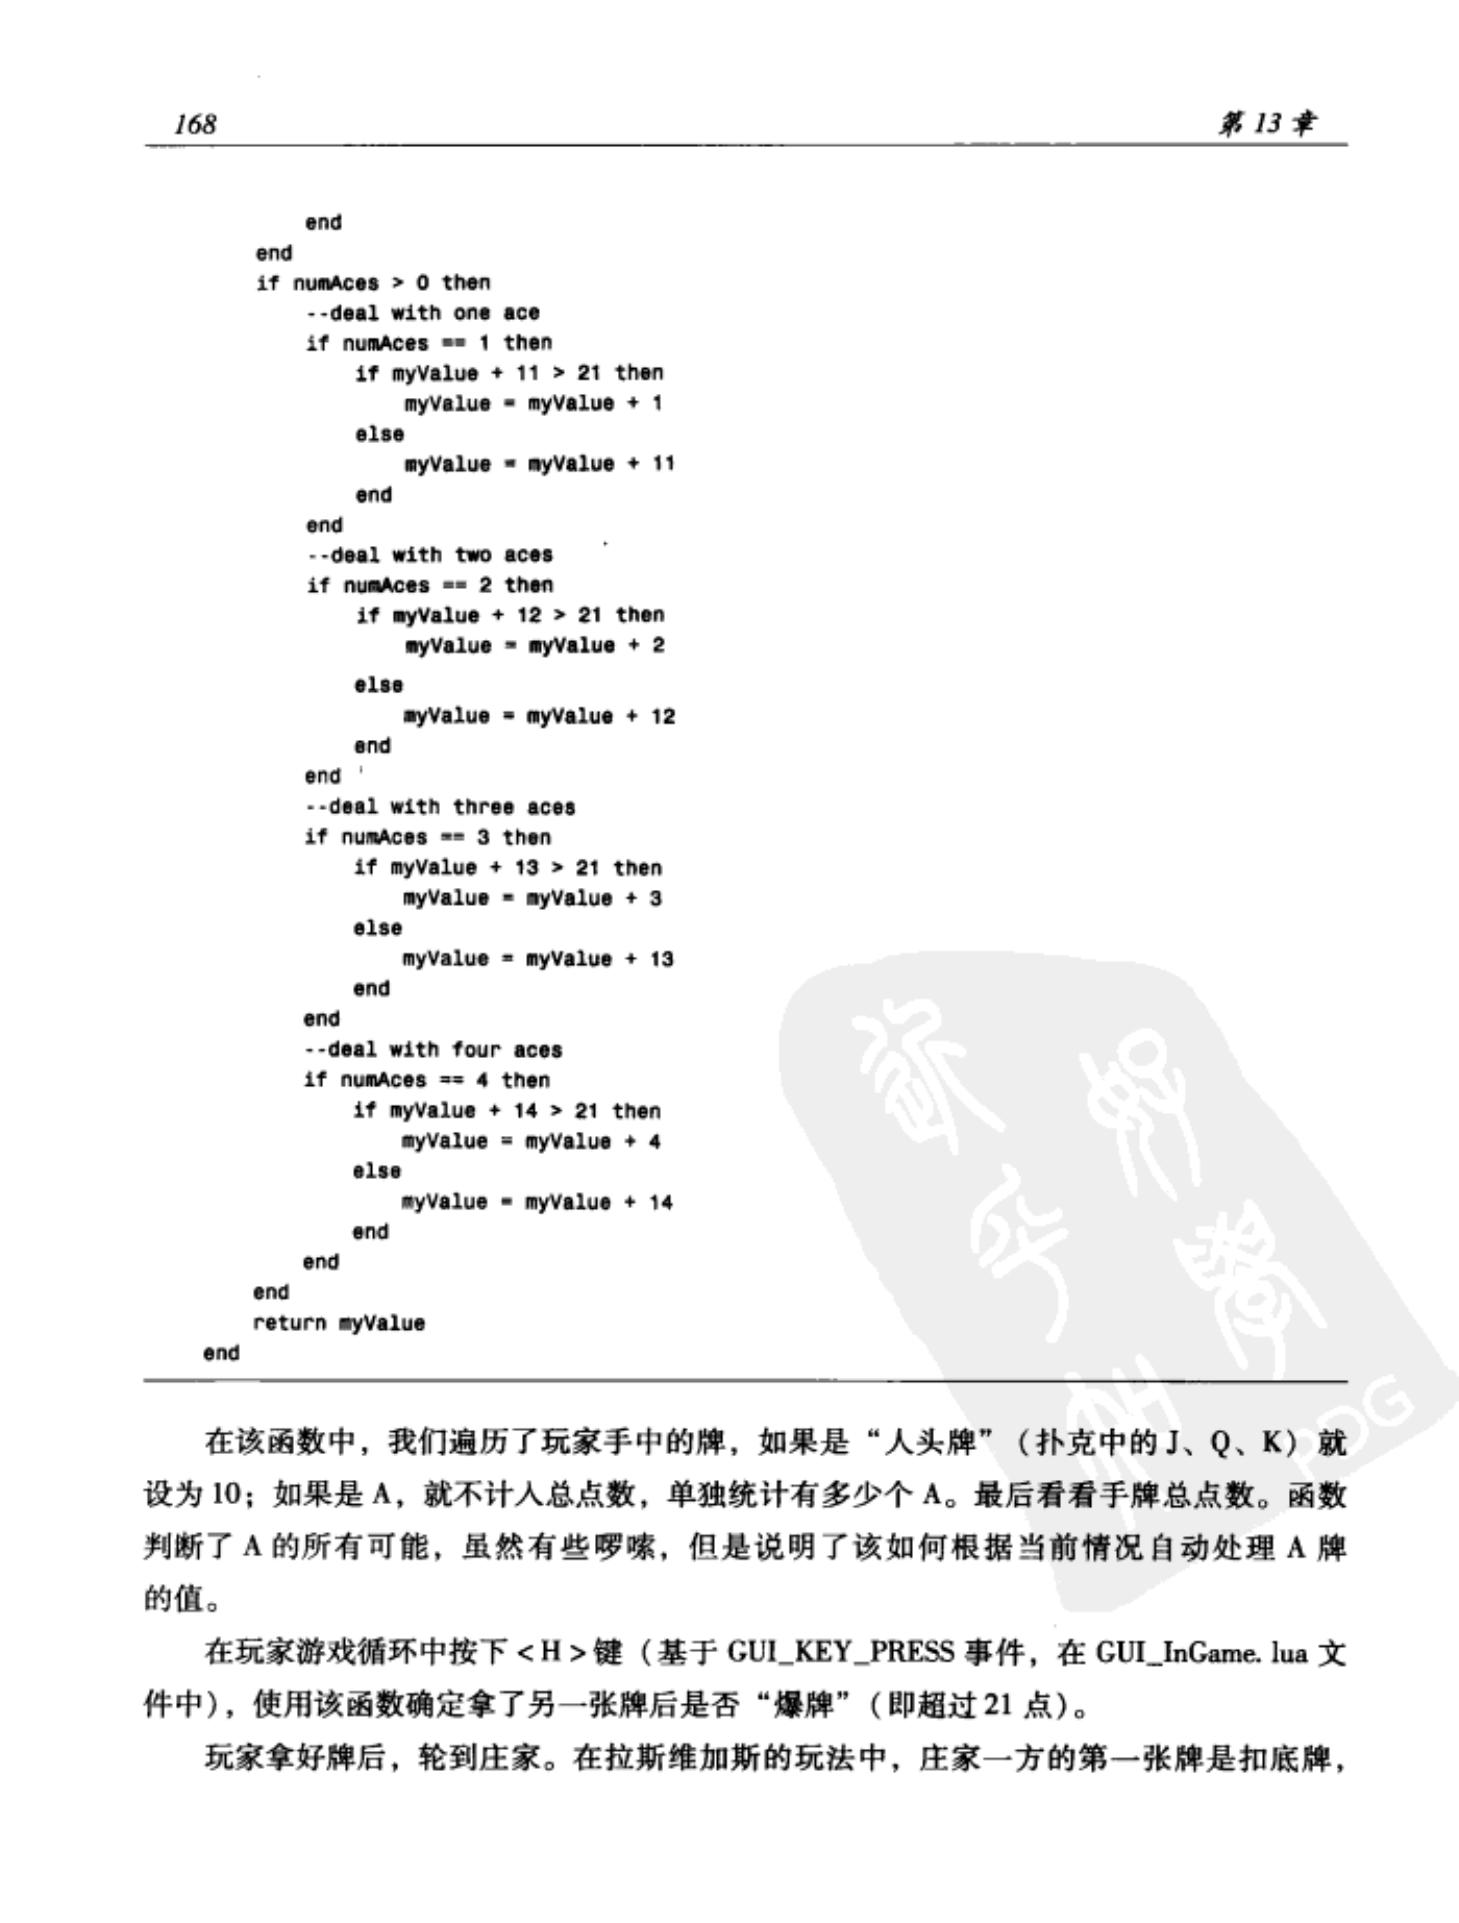 168
第 13 章
end
end
if numAces > 0 then
--deal with one ace
if numAces == 1 then
if myValue + 11 > 21 then
myValue = myValue + 1
else
myValue = myValue + 11
end
end
--deal with two aces
if numAces == 2 then
if myValue + 12 > 21 then
myValue = myValue + 2
else
myValue = myValue + 12
end
end
--deal with three aces
if numAces == 3 then
if myValue + 13 > 21 then
myValue = myValue + 3
else
myValue = myValue + 13
end
end
--deal with four aces
if numAces == 4 then
if myValue + 14 > 21 then
myValue = myValue + 4
else
myValue = myValue + 14
end
end
end
return myValue
end
PDG
在该函数中，我们遍历了玩家手中的牌，如果是“人头牌”（扑克中的 J、Q、K）就
设为 10；如果是 A，就不计入总点数，单独统计有多少个 A。最后看看手牌总点数。函数
判断了 A 的所有可能，虽然有些啰嗦，但是说明了该如何根据当前情况自动处理 A 牌
的值。
在玩家游戏循环中按下 < H > 键（基于 GUI_KEY_PRESS 事件，在 GUI_InGame. lua 文
件中），使用该函数确定拿了另一张牌后是否“爆牌”（即超过 21 点）。
玩家拿好牌后，轮到庄家。在拉斯维加斯的玩法中，庄家一方的第一张牌是扣底牌，